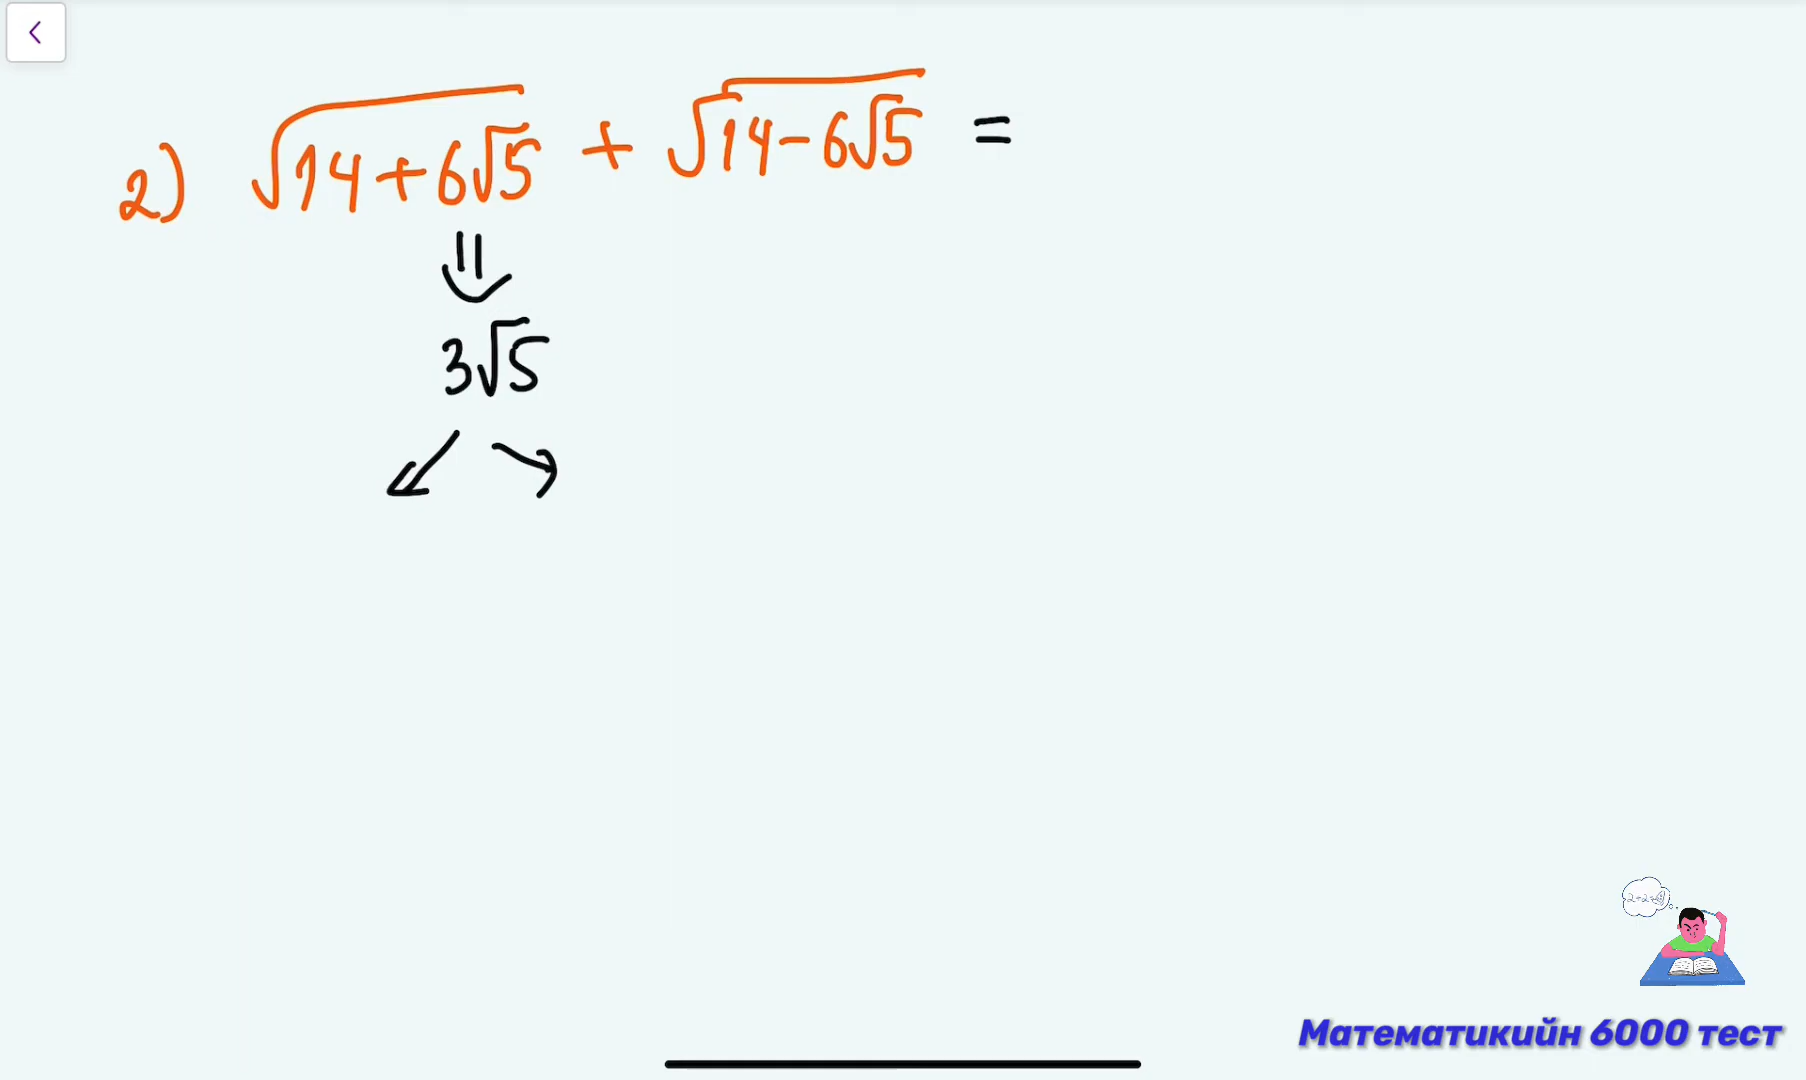 2) √14+6√5 + √14-6√5 =
3√5
Математикийн 6000 тест